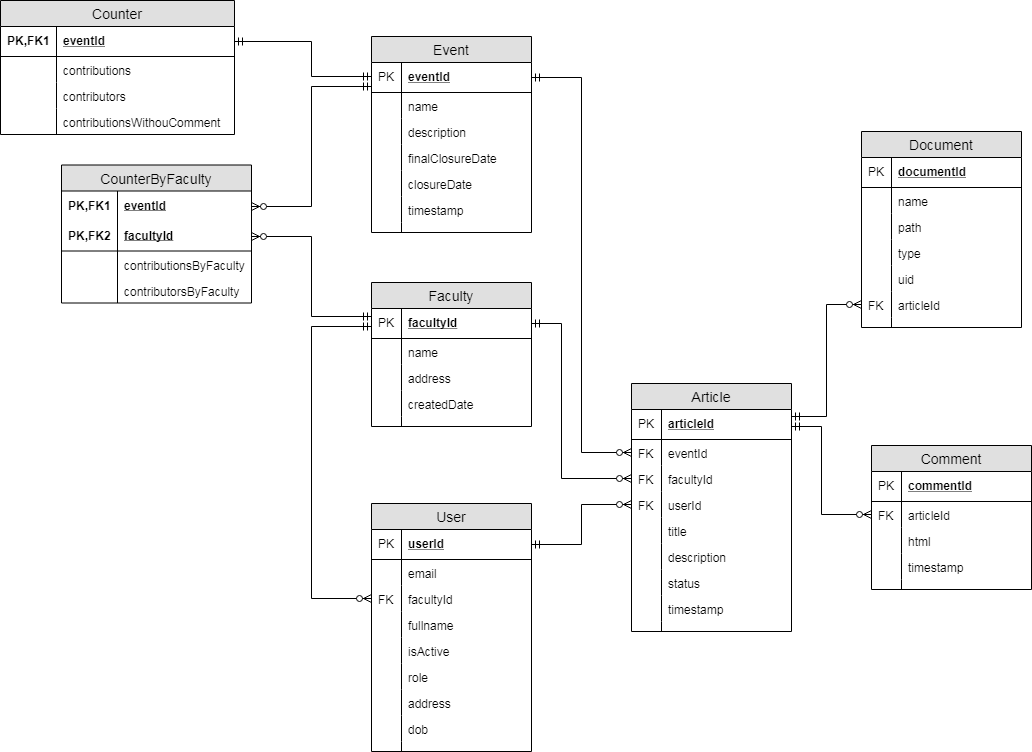 Counter
PK,FK1 eventId
contributions
contributors
contributionsWithouComment
CounterByFaculty
PK,FK1 eventId
PK,FK2 facultyId
contributionsByFaculty
contributorsByFaculty
Event
PK eventId
name
description
finalClosureDate
closureDate
timestamp
Faculty
PK facultyId
name
address
createdDate
User
PK userId
email
FK facultyId
fullname
isActive
role
address
dob
Article
PK articleId
FK eventId
FK facultyId
FK userId
title
description
status
timestamp
Document
PK documentId
name
path
type
uid
FK articleId
Comment
PK commentId
FK articleId
html
timestamp